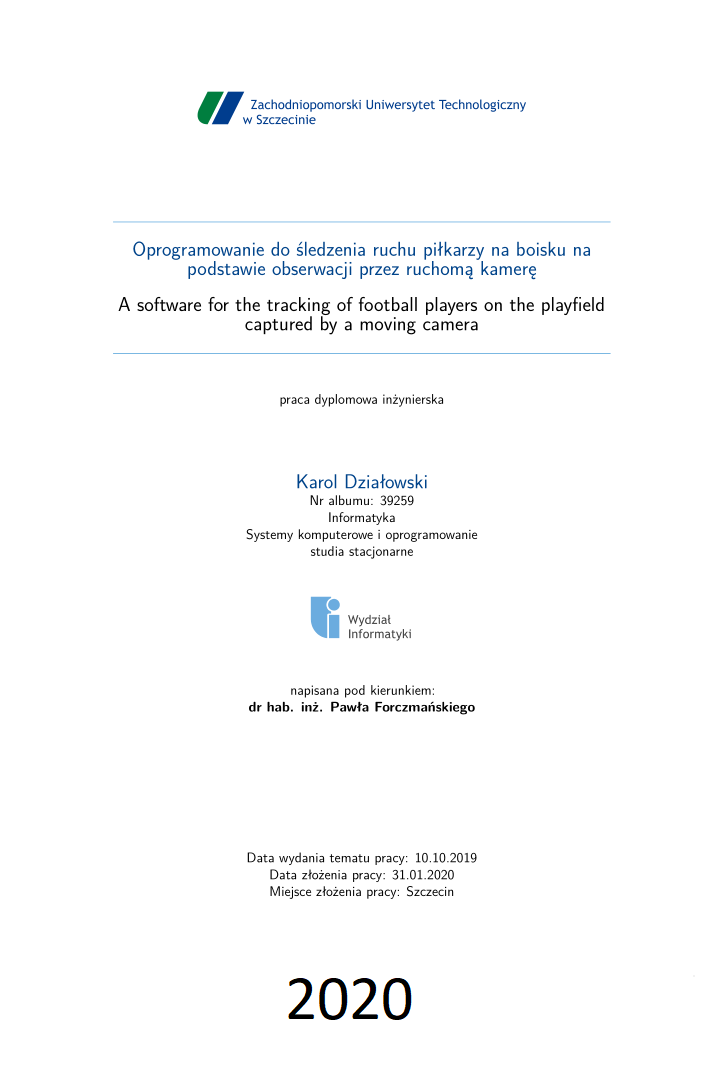 Zachodniopomorski Uniwersytet Technologiczny
w Szczecinie
Oprogramowanie do śledzenia ruchu piłkarzy na boisku na
podstawie obserwacji przez ruchomą kamerę
A software for the tracking of football players on the playfield
captured by a moving camera
praca dyplomowa inżynierska
Karol Działowski
Nr albumu: 39259
Informatyka
Systemy komputerowe i oprogramowanie
studia stacjonarne
Wydział
Informatyki
napisana pod kierunkiem:
dr hab. inż. Pawła Forczmańskiego
Data wydania tematu pracy: 10.10.2019
Data złożenia pracy: 31.01.2020
Miejsce złożenia pracy: Szczecin
2020